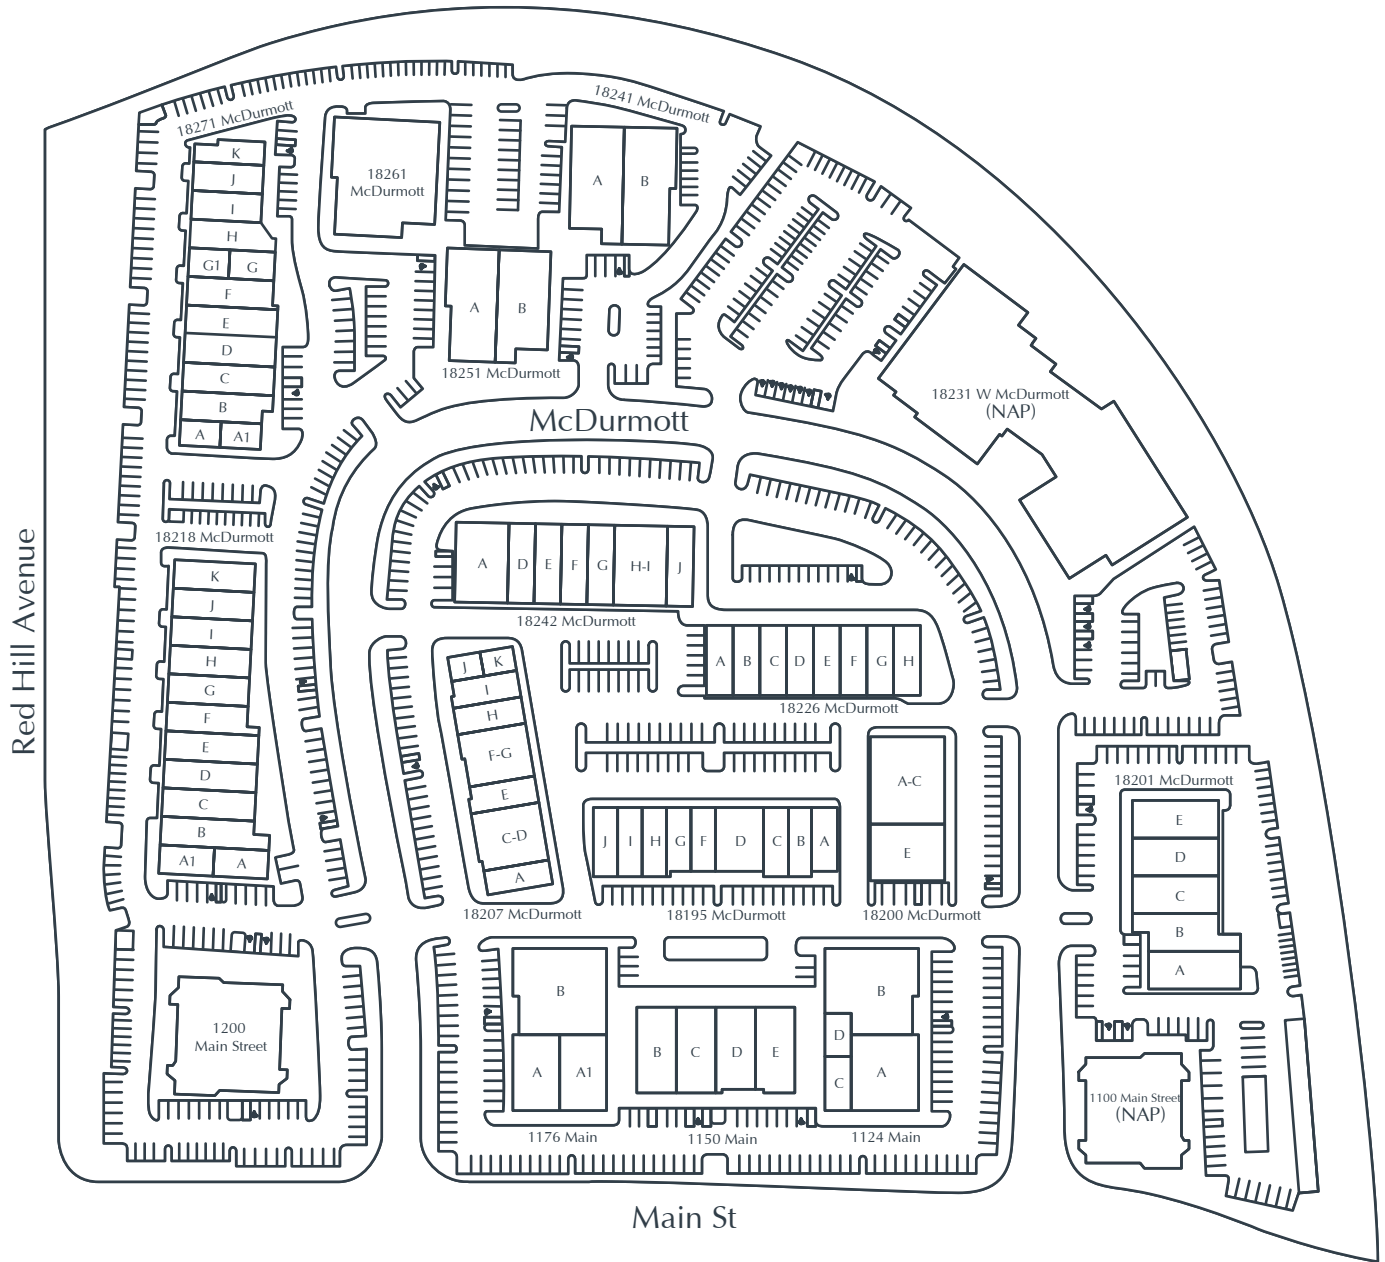 18271 McDurmott
K
J
I
H
G1 G
F
E
D
C
B
A A1
18261
McDurmott
18241 McDurmott
A B
A B
18251 McDurmott
McDurmott
18231 W McDurmott
(NAP)
Red Hill Avenue
18218 McDurmott
K
J
I
H
G
F
E
D
C
B
A1 A
A D E F G H-I J
18242 McDurmott
A B C D E F G H
18226 McDurmott
J K
I
H
F-G
E
C-D
A
18207 McDurmott
J I H G F D C B A
18195 McDurmott
A-C
E
18200 McDurmott
18201 McDurmott
E
D
C
B
A
1200
Main Street
B
A A1
1176 Main
B C D E
1150 Main
B
D
C A
1124 Main
1100 Main Street
(NAP)
Main St